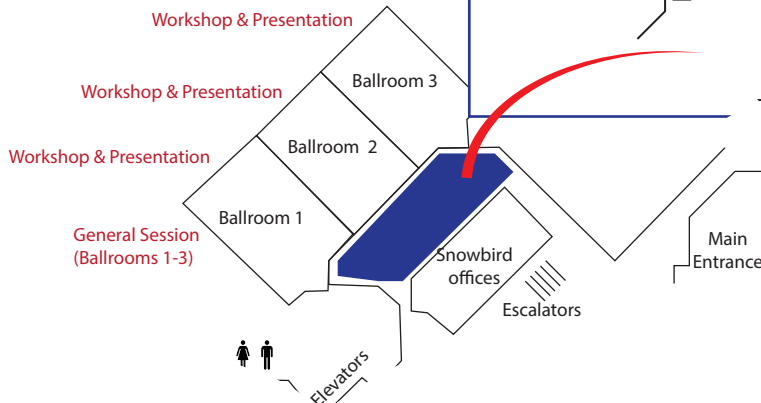 Workshop & Presentation
Ballroom 3
Workshop & Presentation
Ballroom 2
Workshop & Presentation
Ballroom 1
General Session
(Ballrooms 1-3)
Snowbird
offices
Main
Entrance
Escalators
Elevators